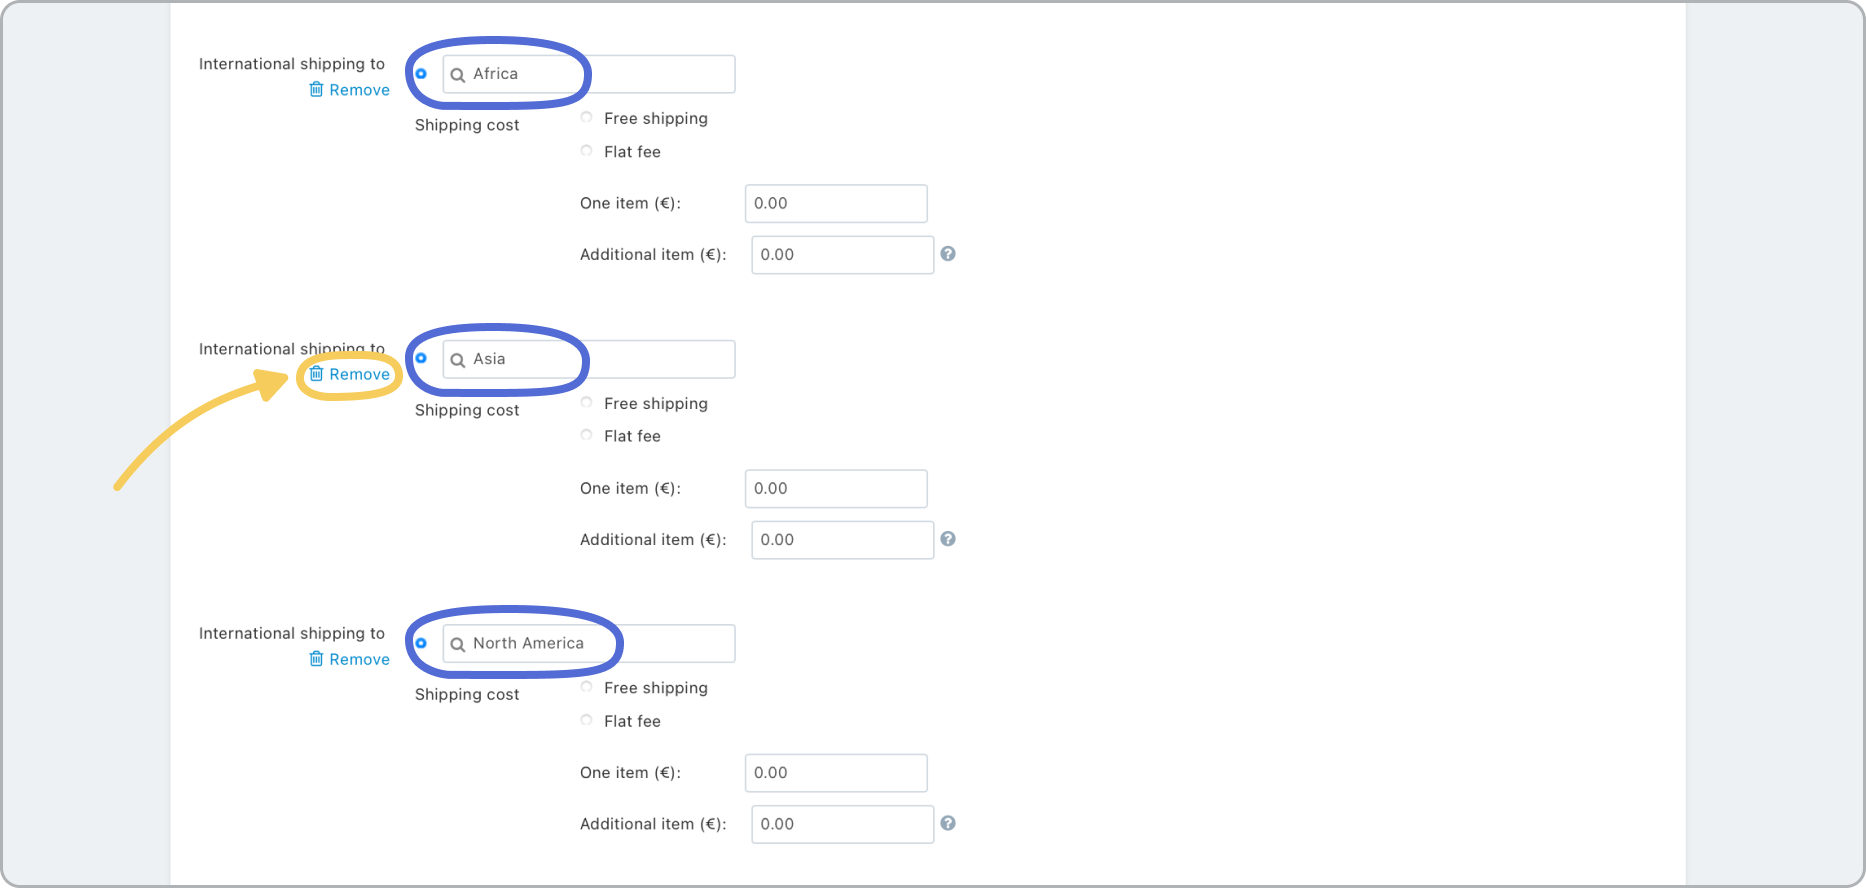 International shipping to
Africa
Remove
Shipping cost
Free shipping
Flat fee
One item (€):
0.00
Additional item (€):
0.00
?
International shipping to
Asia
Remove
Shipping cost
Free shipping
Flat fee
One item (€):
0.00
Additional item (€):
0.00
?
International shipping to
North America
Remove
Shipping cost
Free shipping
Flat fee
One item (€):
0.00
Additional item (€):
0.00
?